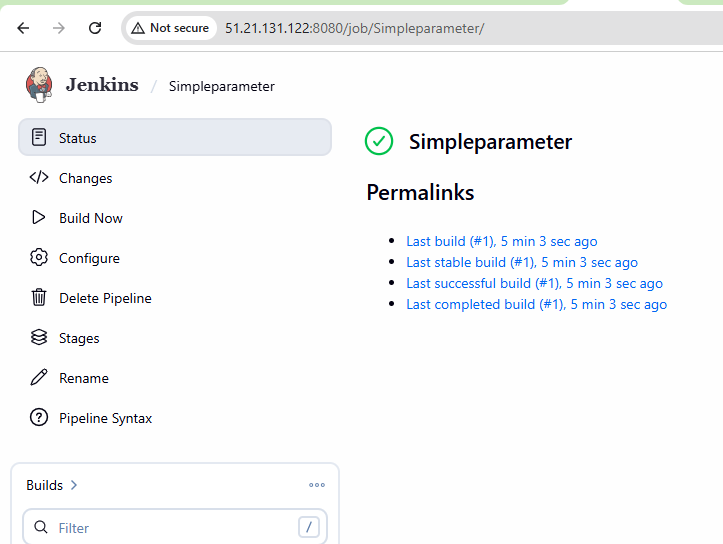 Not secure 51.21.131.122:8080/job/Simpleparameter/
Jenkins / Simpleparameter
Status
Changes
Build Now
Configure
Delete Pipeline
Stages
Rename
Pipeline Syntax
Builds
Filter /
Simpleparameter
Permalinks
Last build (#1), 5 min 3 sec ago
Last stable build (#1), 5 min 3 sec ago
Last successful build (#1), 5 min 3 sec ago
Last completed build (#1), 5 min 3 sec ago